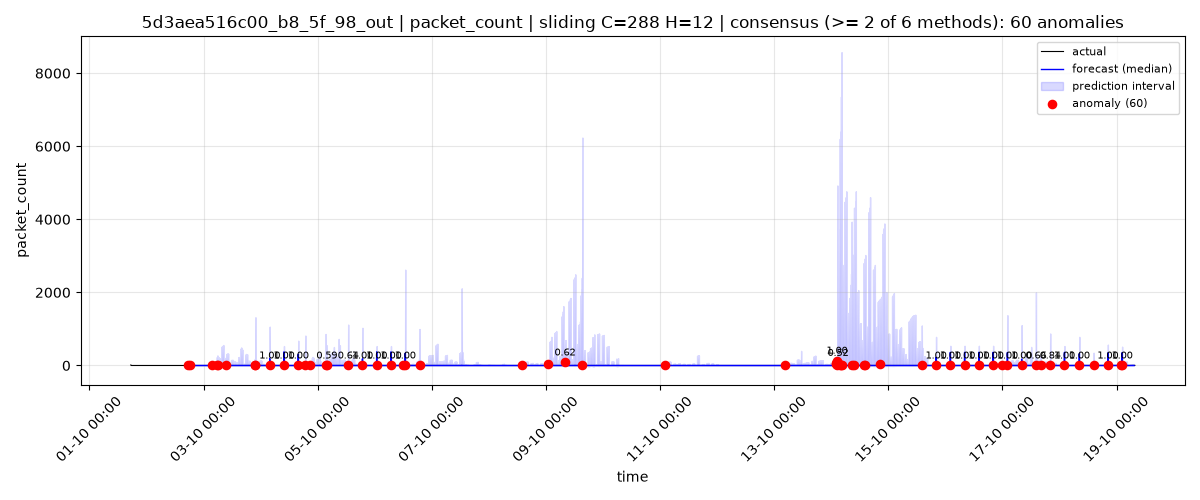 5d3aea516c00_b8_5f_98_out | packet_count | sliding C=288 H=12 | consensus (>= 2 of 6 methods): 60 anomalies
actual
forecast (median)
prediction interval
anomaly (60)
packet_count
8000
6000
4000
2000
0
0.62
01-10 00:00
03-10 00:00
05-10 00:00
07-10 00:00
09-10 00:00
11-10 00:00
13-10 00:00
15-10 00:00
17-10 00:00
19-10 00:00
time